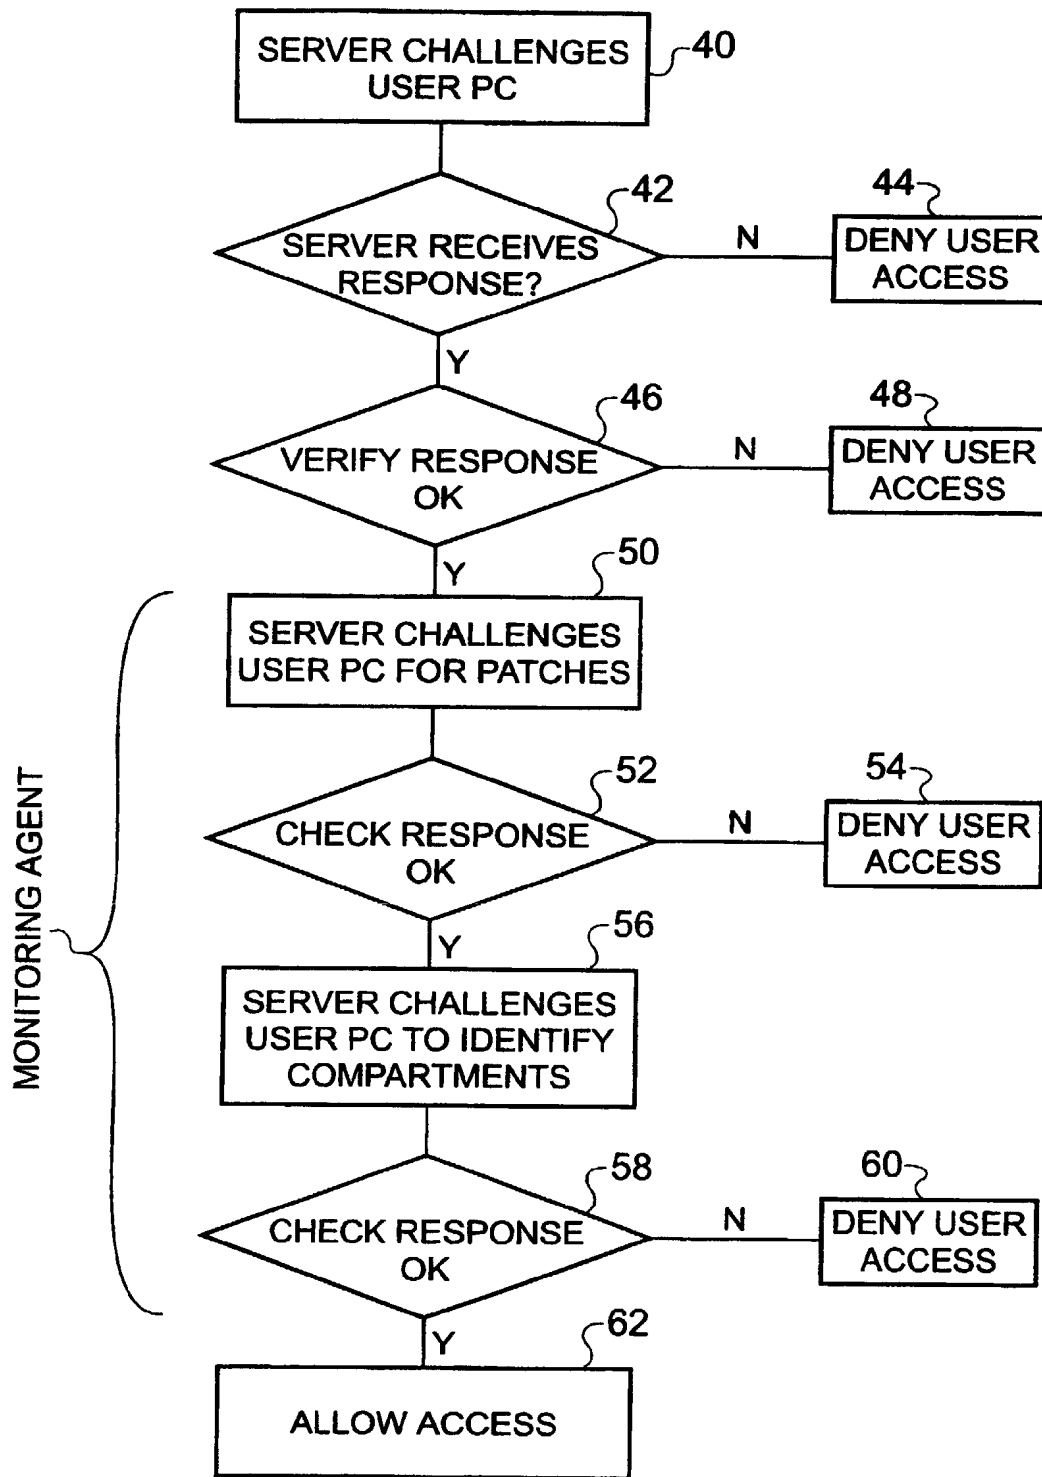 SERVER CHALLENGES
USER PC
40
42
SERVER RECEIVES
RESPONSE?
N
44
DENY USER
ACCESS
Y
46
VERIFY RESPONSE
OK
N
48
DENY USER
ACCESS
Y
50
SERVER CHALLENGES
USER PC FOR PATCHES
MONITORING AGENT
52
CHECK RESPONSE
OK
N
54
DENY USER
ACCESS
Y
56
SERVER CHALLENGES
USER PC TO IDENTIFY
COMPARTMENTS
58
CHECK RESPONSE
OK
N
60
DENY USER
ACCESS
Y
62
ALLOW ACCESS